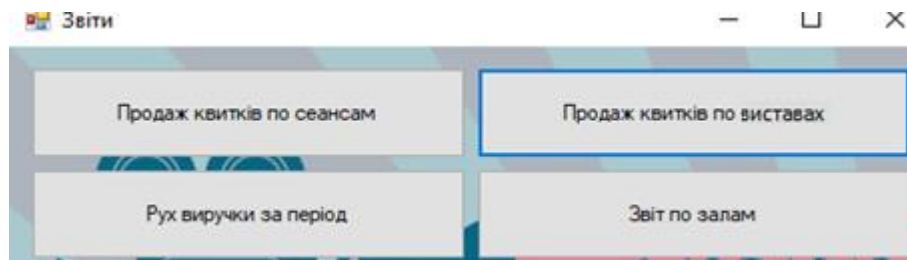 Звіти
Продаж квитків по сеансам
Продаж квитків по виставах
Рух виручки за період
Звіт по залам